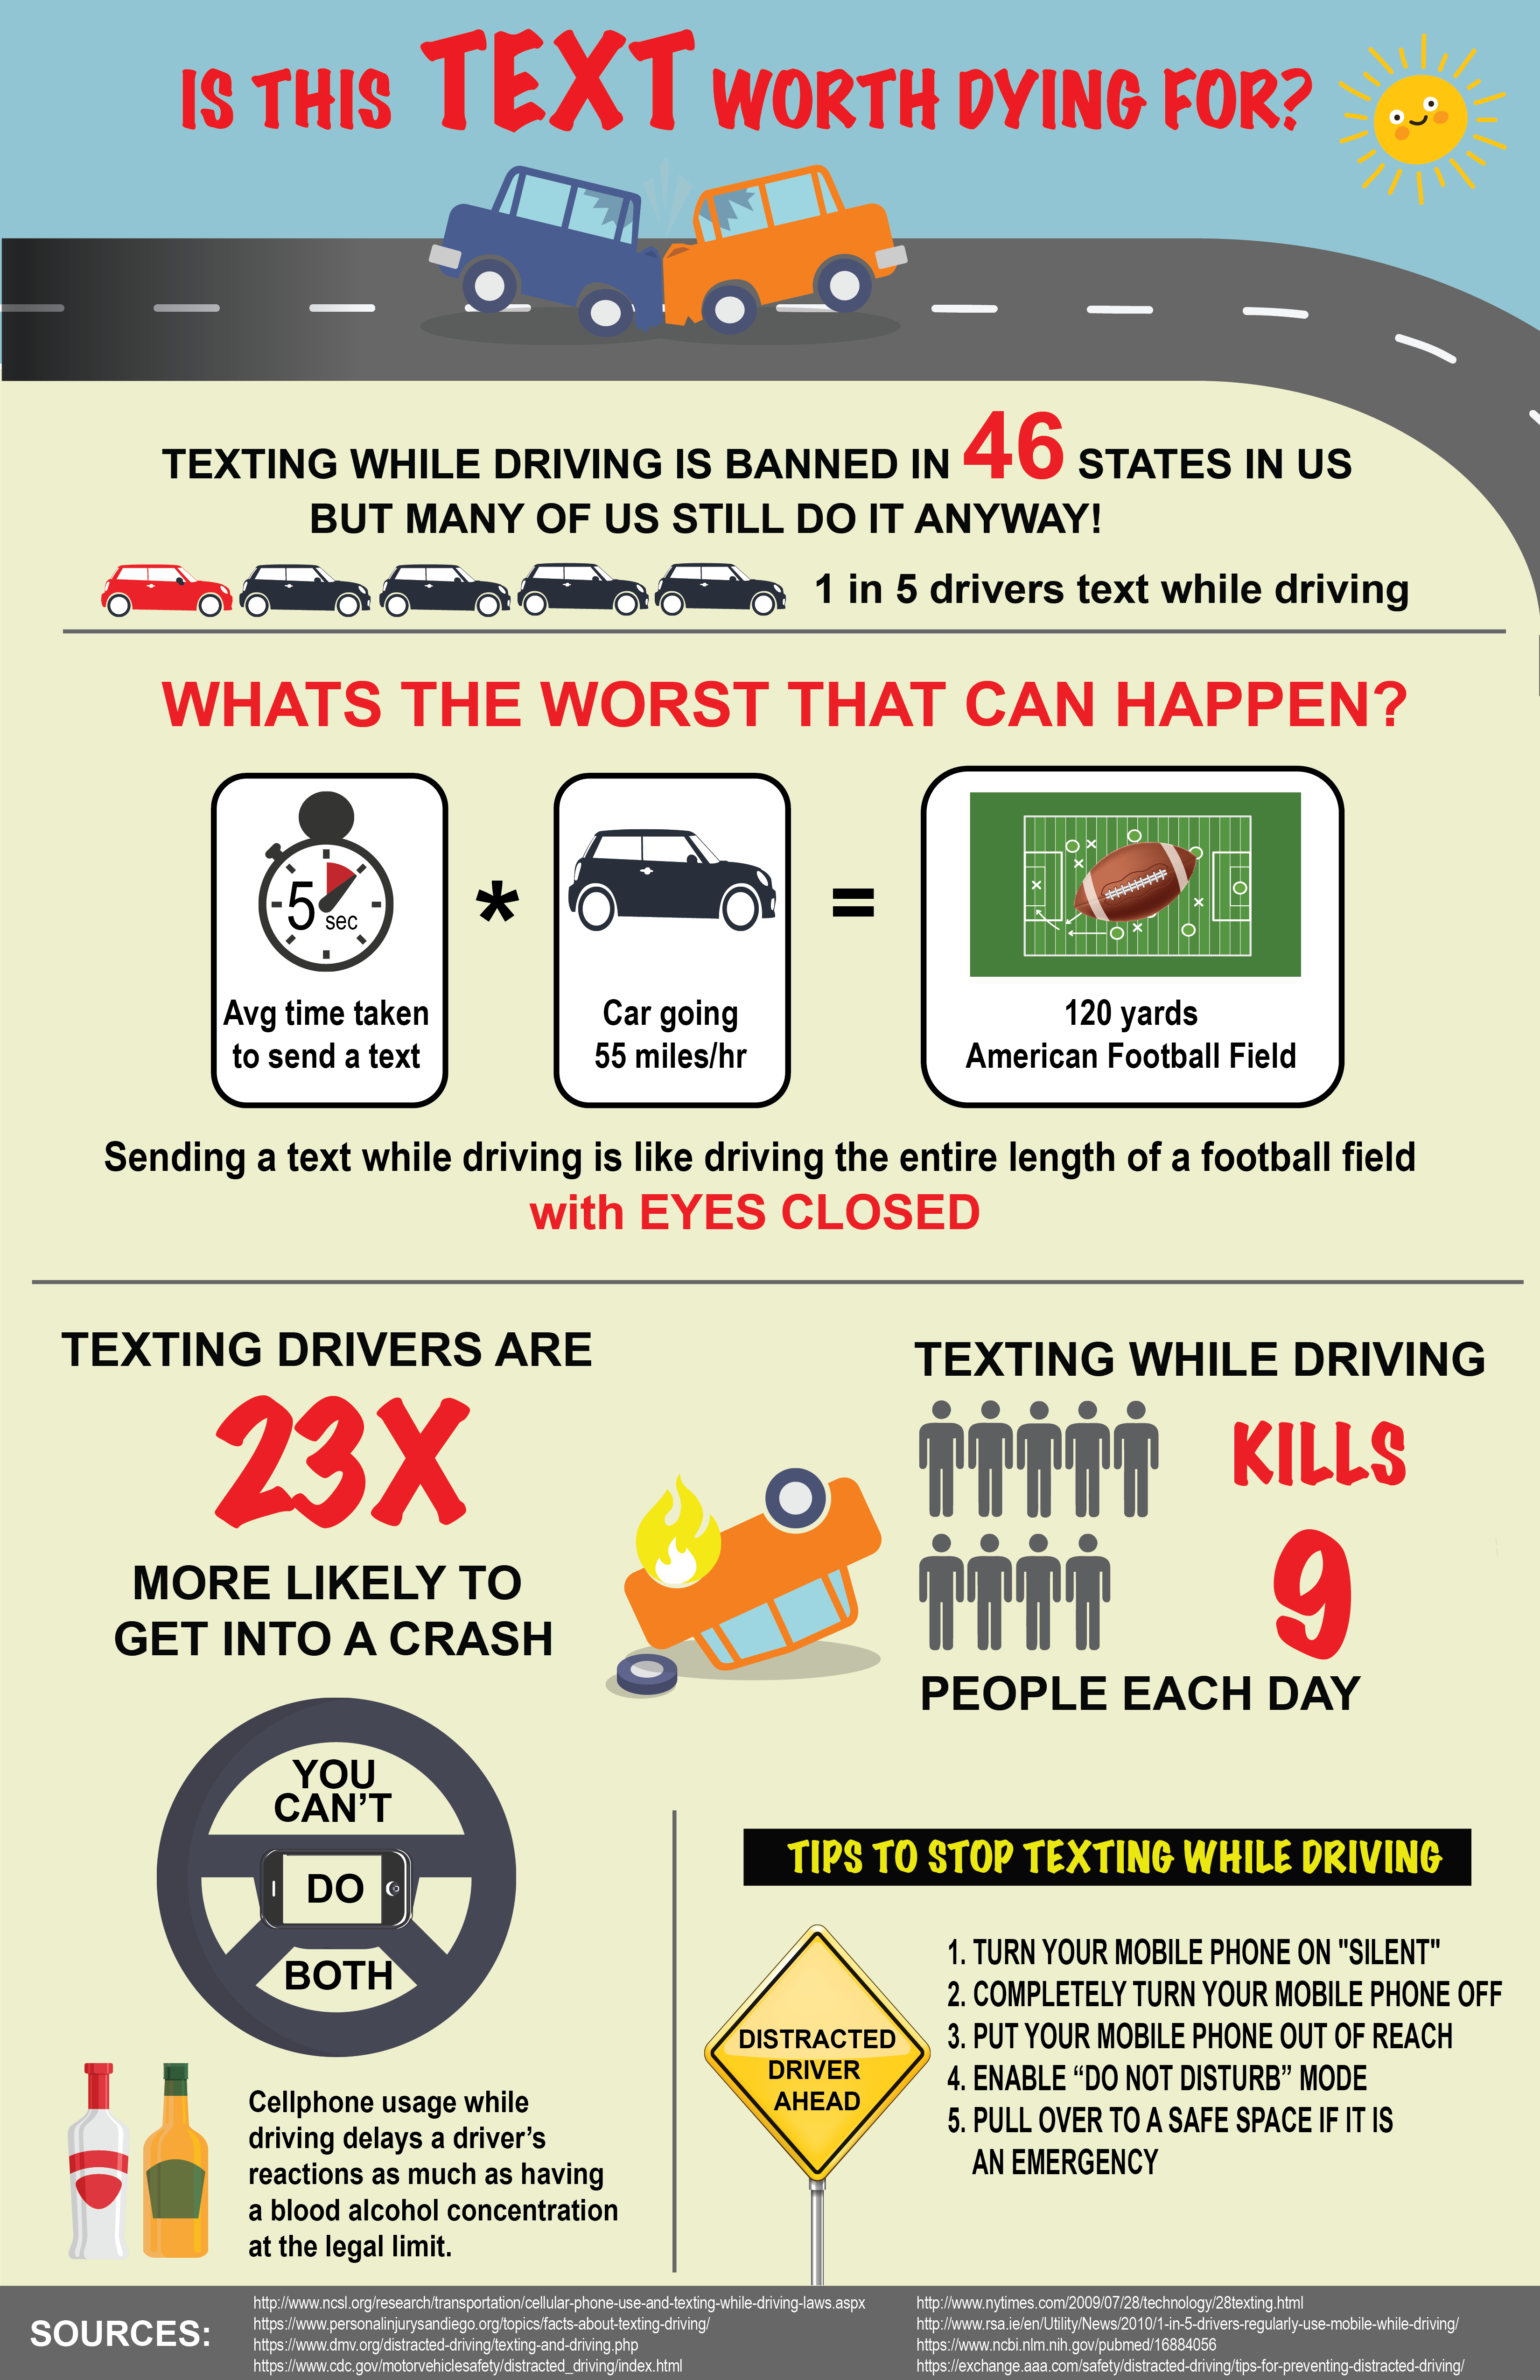 IS THIS TEXT WORTH DYING FOR?
TEXTING WHILE DRIVING IS BANNED IN 46 STATES IN US
BUT MANY OF US STILL DO IT ANYWAY!
1 in 5 drivers text while driving
WHATS THE WORST THAT CAN HAPPEN?
5
sec
Avg time taken
to send a text
*
Car going
55 miles/hr
=
120 yards
American Football Field
Sending a text while driving is like driving the entire length of a football field
with EYES CLOSED
TEXTING DRIVERS ARE
23X
MORE LIKELY TO
GET INTO A CRASH
TEXTING WHILE DRIVING
KILLS
9
PEOPLE EACH DAY
YOU
CAN'T
DO
BOTH
Cellphone usage while
driving delays a driver's
reactions as much as having
a blood alcohol concentration
at the legal limit.
TIPS TO STOP TEXTING WHILE DRIVING
DISTRACTED
DRIVER
AHEAD
1. TURN YOUR MOBILE PHONE ON "SILENT"
2. COMPLETELY TURN YOUR MOBILE PHONE OFF
3. PUT YOUR MOBILE PHONE OUT OF REACH
4. ENABLE “DO NOT DISTURB” MODE
5. PULL OVER TO A SAFE SPACE IF IT IS
AN EMERGENCY
SOURCES:
http://www.ncsl.org/research/transportation/cellular-phone-use-and-texting-while-driving-laws.aspx
https://www.personalinjurysandiego.org/topics/facts-about-texting-driving/
https://www.dmv.org/distracted-driving/texting-and-driving.php
https://www.cdc.gov/motorvehiclesafety/distracted_driving/index.html
http://www.nytimes.com/2009/07/28/technology/28texting.html
http://www.rsa.ie/en/Utility/News/2010/1-in-5-drivers-regularly-use-mobile-while-driving/
https://www.ncbi.nlm.nih.gov/pubmed/16884056
https://exchange.aaa.com/safety/distracted-driving/tips-for-preventing-distracted-driving/